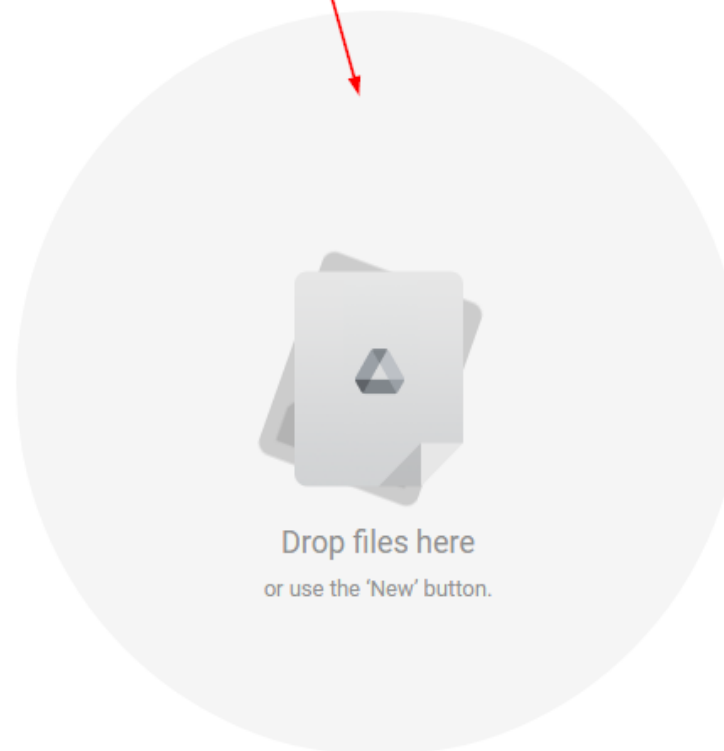 Drop files here
or use the ‘New’ button.